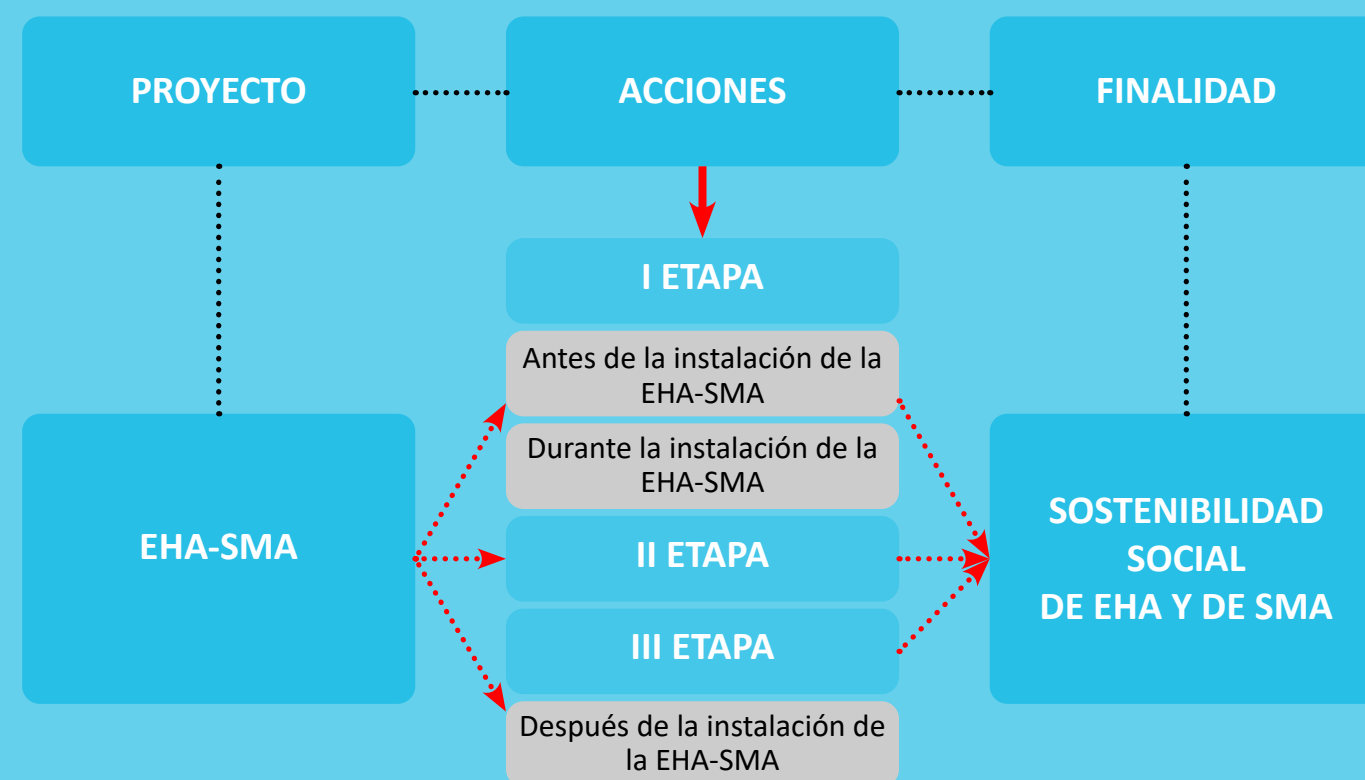 PROYECTO
ACCIONES
FINALIDAD
I ETAPA
Antes de la instalación de la
EHA-SMA
Durante la instalación de la
EHA-SMA
EHA-SMA
II ETAPA
III ETAPA
Después de la instalación de
la EHA-SMA
SOSTENIBILIDAD
SOCIAL
DE EHA Y DE SMA